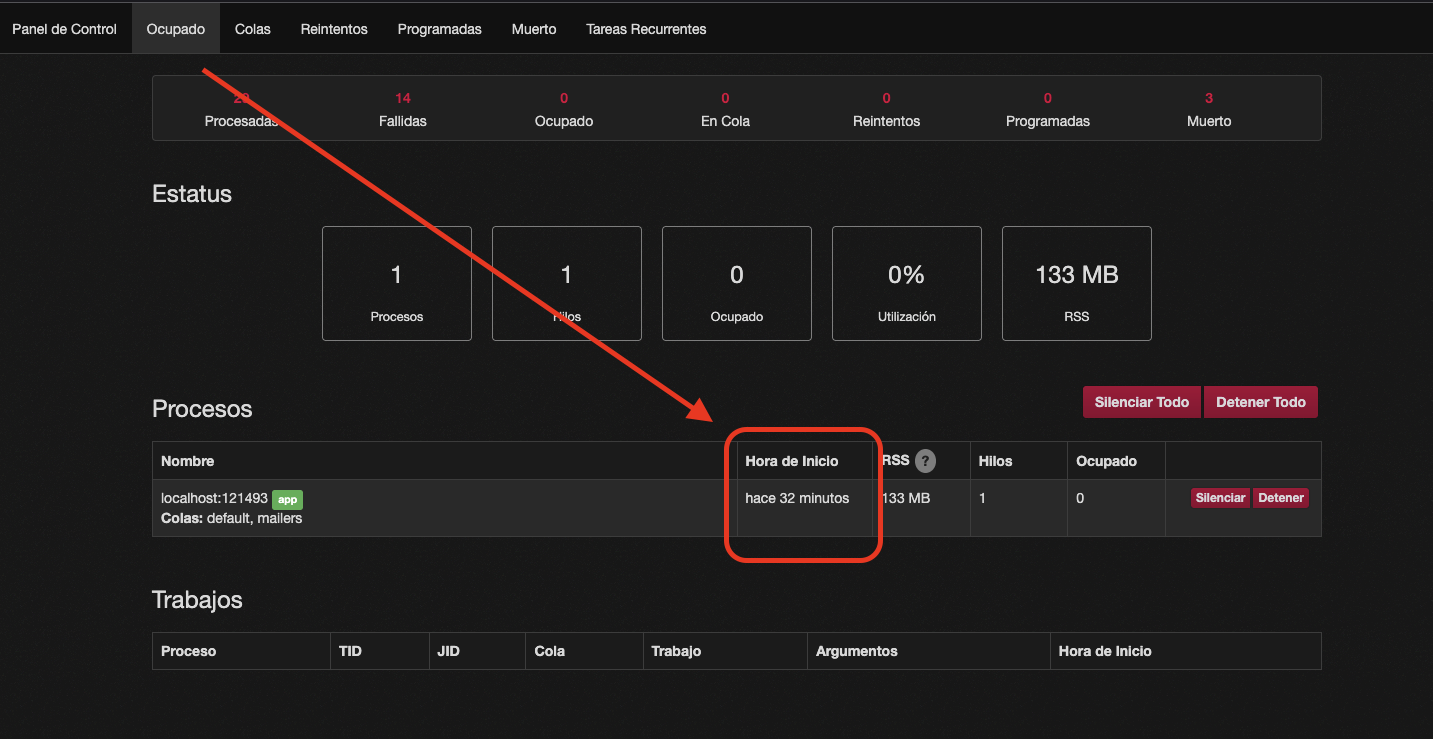 Panel de Control Ocupado Colas Reintentos Programadas Muerto Tareas Recurrentes
14 0 0 0 0 3
Procesadas Fallidas Ocupado En Cola Reintentos Programadas Muerto
Estatus
1 1 0 0% 133 MB
Procesos Hilos Ocupado Utilización RSS
Procesos
Silenciar Todo Detener Todo
Nombre Hora de Inicio RSS ? Hilos Ocupado
localhost:121493 app hace 32 minutos 133 MB 1 0 Silenciar Detener
Colas: default, mailers
Trabajos
Proceso TID JID Cola Trabajo Argumentos Hora de Inicio